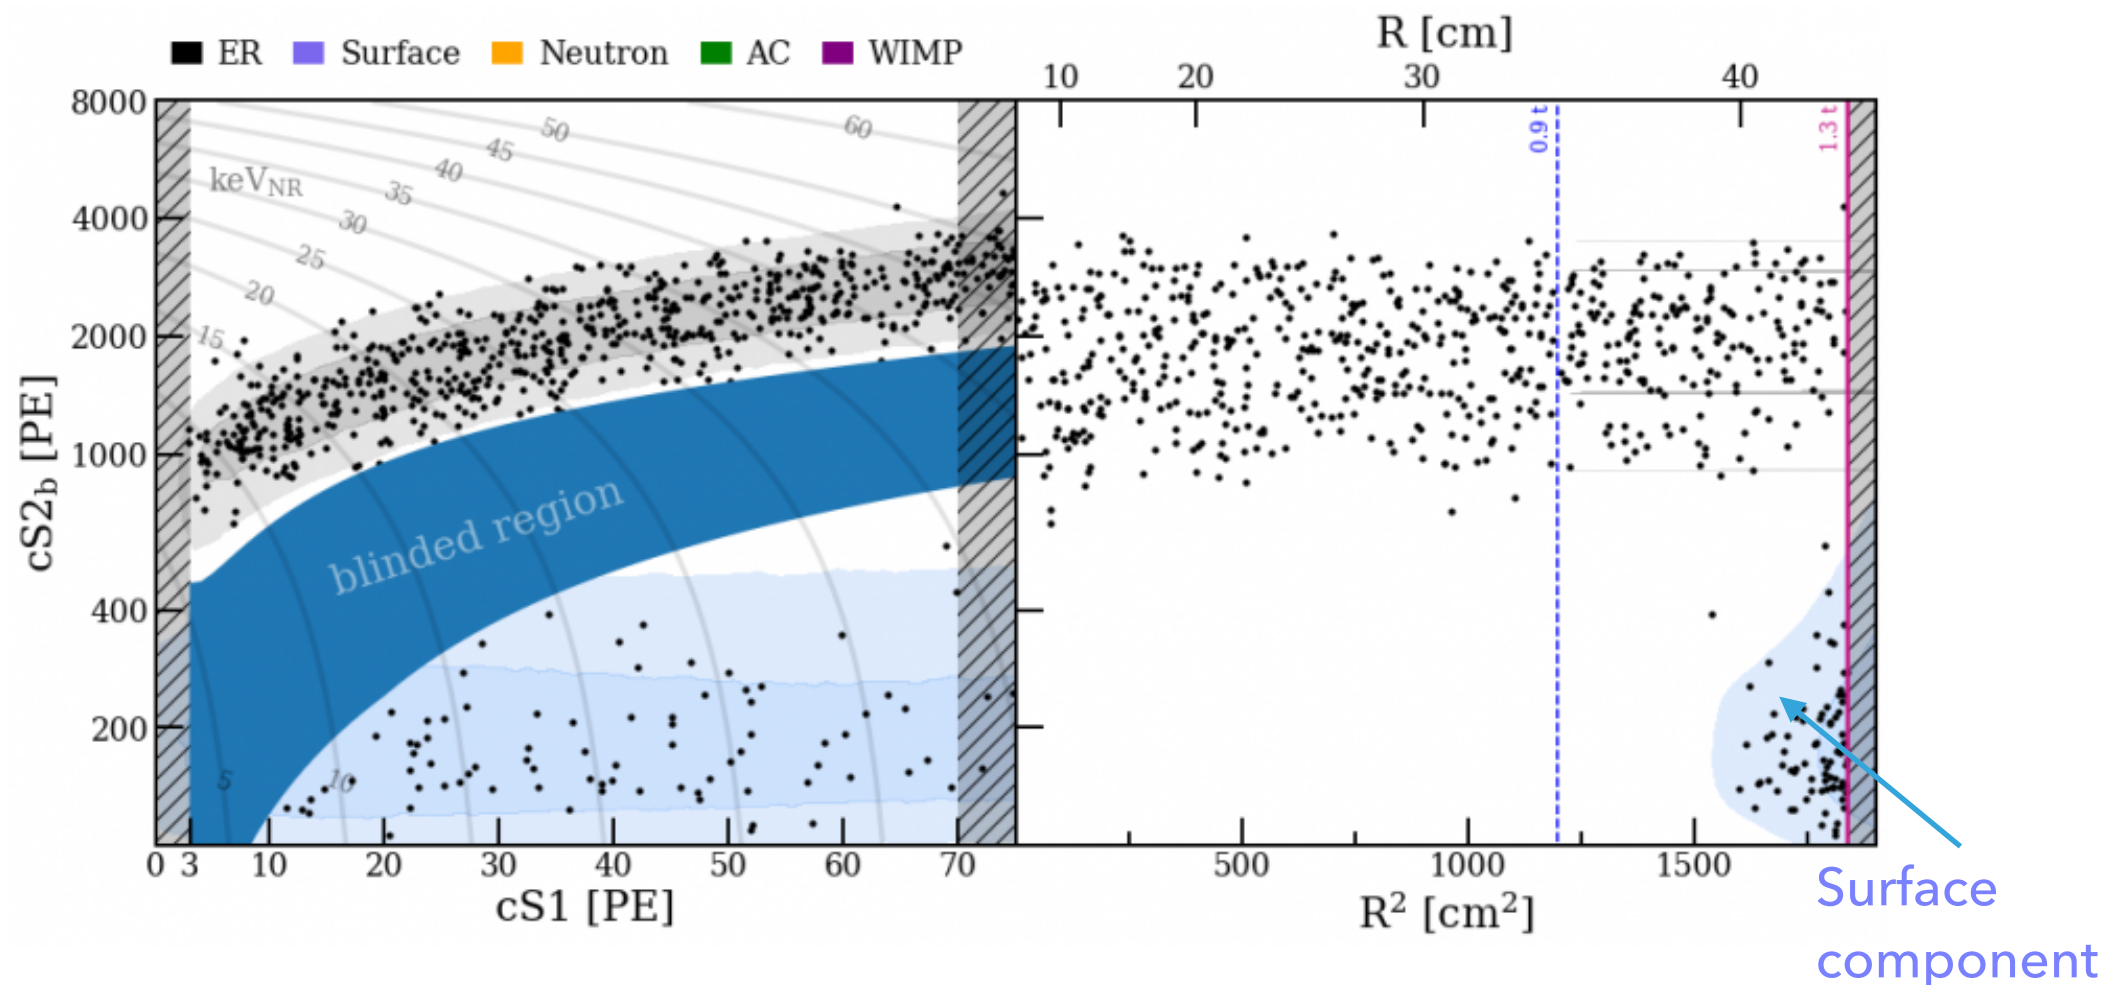 R [cm]
ER Surface Neutron AC WIMP
10 20 30 40
8000
4000
2000
1000
400
200
cS2b [PE]
keVNR
50
60
45
40
35
30
25
20
15
5
10
blinded region
0.9 t
1.3 t
0 3 10 20 30 40 50 60 70
500 1000 1500
cS1 [PE]
R² [cm²]
Surface
component